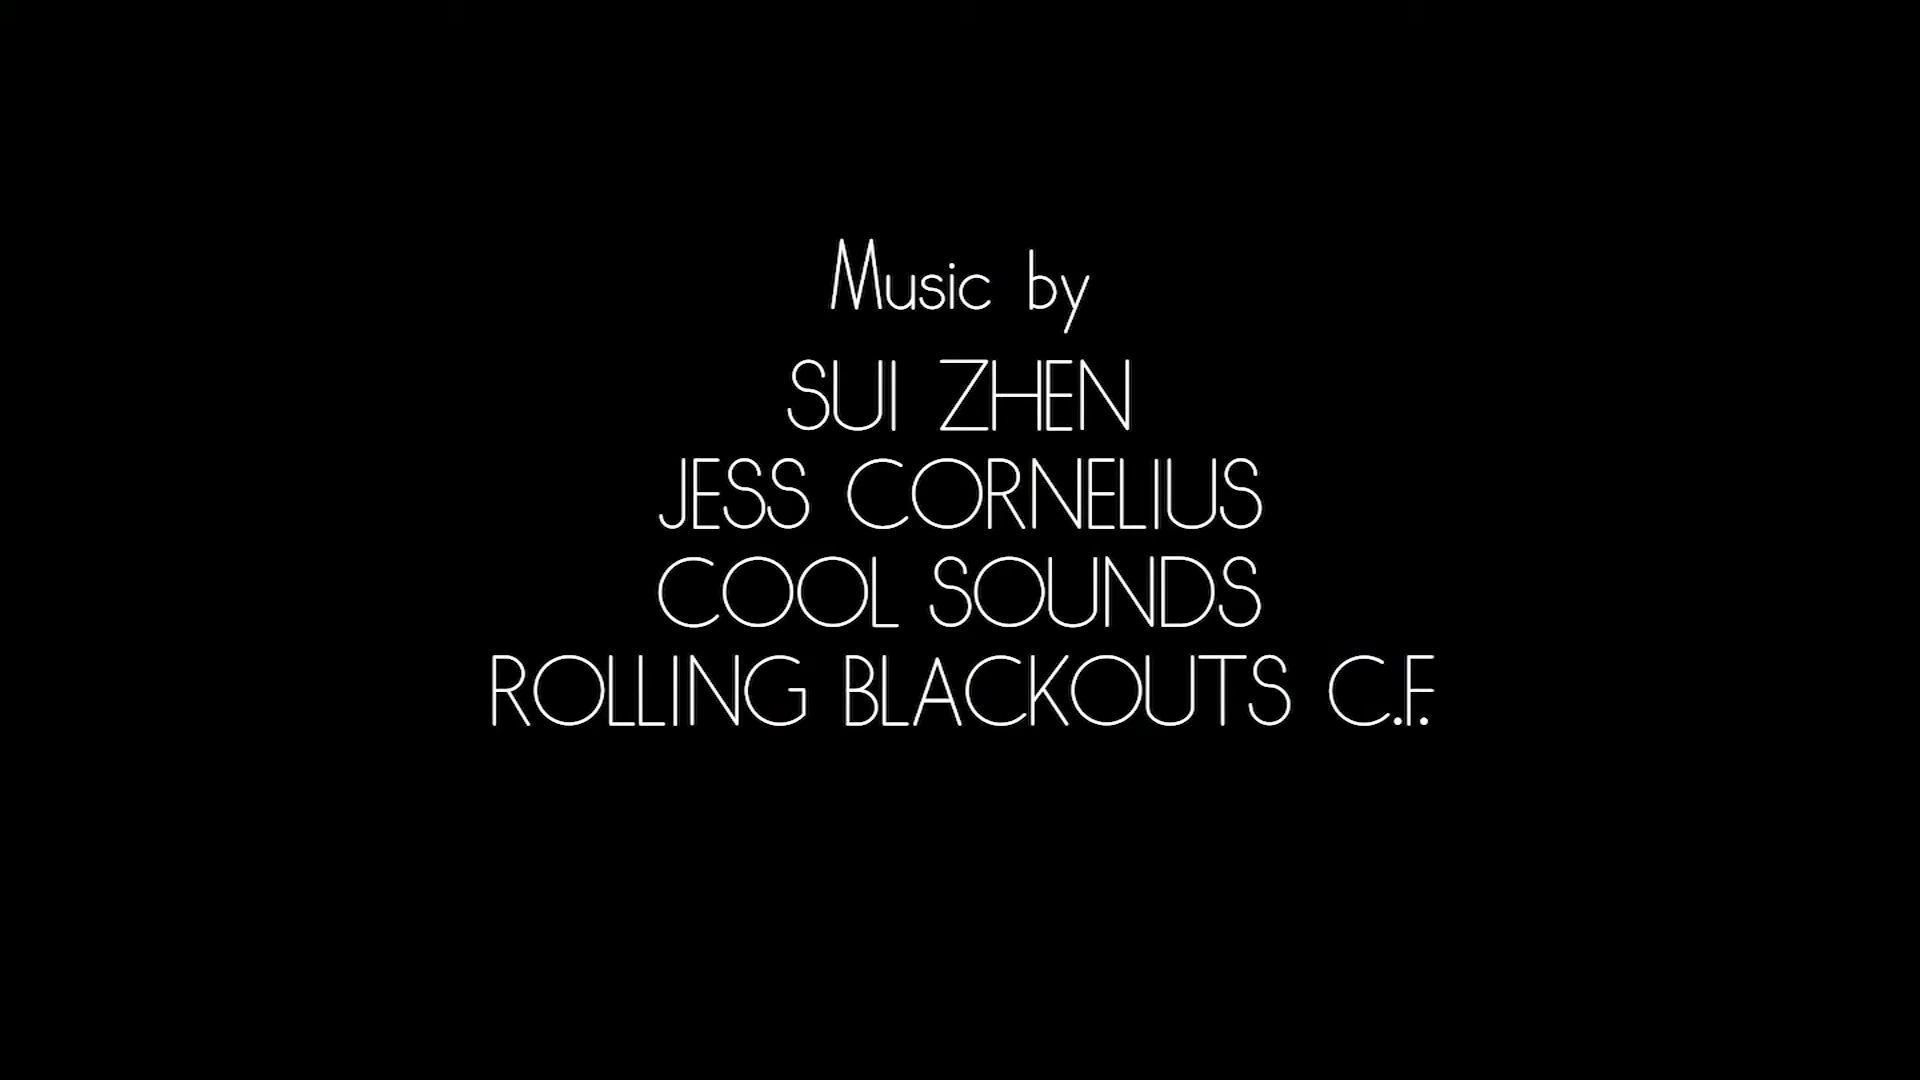 Music by
SUI ZHEN
JESS CORNELIUS
COOL SOUNDS
ROLLING BLACKOUTS C.F.